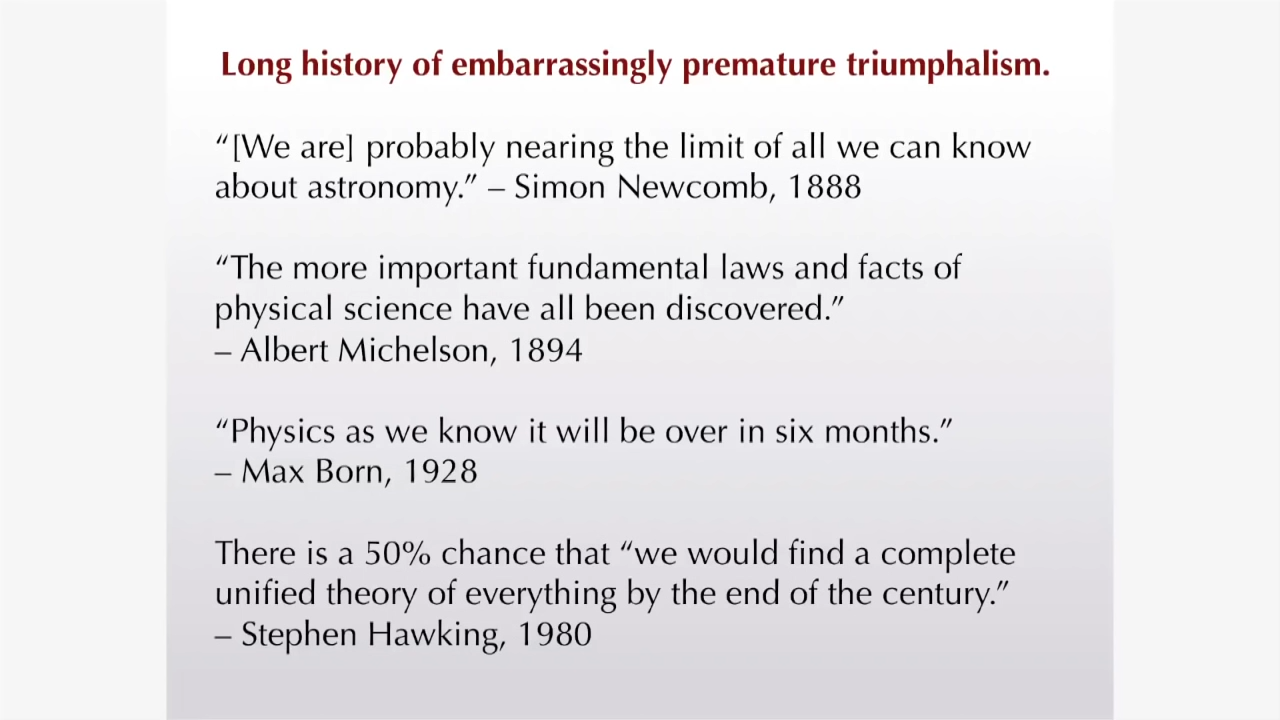 Long history of embarrassingly premature triumphalism.
“[We are] probably nearing the limit of all we can know
about astronomy.” – Simon Newcomb, 1888
“The more important fundamental laws and facts of
physical science have all been discovered.”
– Albert Michelson, 1894
“Physics as we know it will be over in six months.”
– Max Born, 1928
There is a 50% chance that “we would find a complete
unified theory of everything by the end of the century.”
– Stephen Hawking, 1980